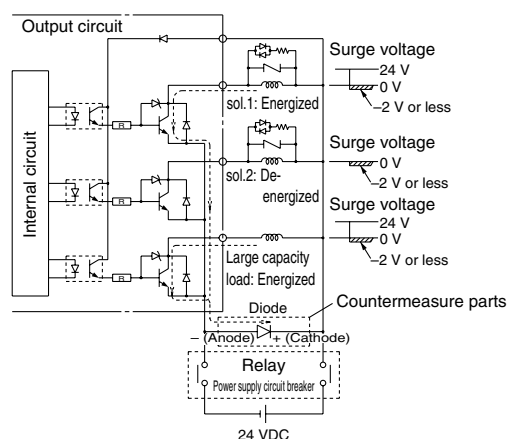 Output circuit
Internal circuit
R
R
R
sol.1: Energized
sol.2: De-
energized
Large capacity
load: Energized
Surge voltage
24 V
0 V
–2 V or less
Surge voltage
0 V
–2 V or less
Surge voltage
24 V
0 V
–2 V or less
Countermeasure parts
Diode
– (Anode) + (Cathode)
Relay
Power supply circuit breaker
24 VDC